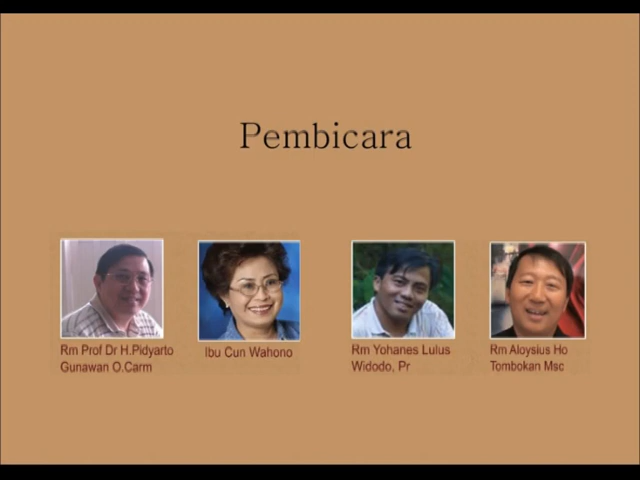 Pembicara
Rm Prof Dr H.Pidyarto
Gunawan O.Carm
Ibu Cun Wahono
Rm Yohanes Lulus
Widodo, Pr
Rm Aloysius Ho
Tombokan Msc